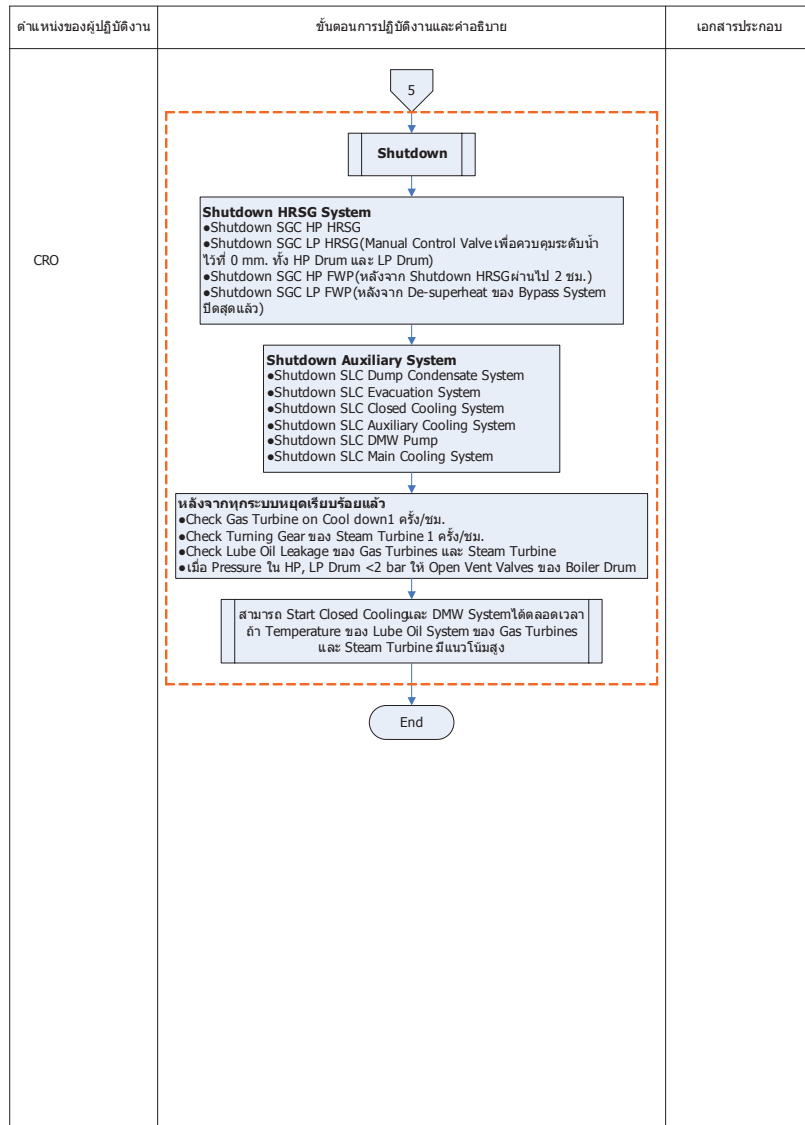 ตำแหน่งของผู้ปฏิบัติงาน
ขั้นตอนการปฏิบัติงานและคำอธิบาย
เอกสารประกอบ
5
Shutdown
CRO
Shutdown HRSG System
●Shutdown SGC HP HRSG
●Shutdown SGC LP HRSG(Manual Control Valve เพื่อควบคุมระดับน้ำ
ไว้ที่ 0 mm. ทั้ง HP Drum และ LP Drum)
●Shutdown SGC HP FWP(หลังจาก Shutdown HRSG ผ่านไป 2 ชม.)
●Shutdown SGC LP FWP(หลังจาก De-superheat ของ Bypass System
ปิดสุดแล้ว)
Shutdown Auxiliary System
●Shutdown SLC Dump Condensate System
●Shutdown SLC Evacuation System
●Shutdown SLC Closed Cooling System
●Shutdown SLC Auxiliary Cooling System
●Shutdown SLC DMW Pump
●Shutdown SLC Main Cooling System
หลังจากทุกระบบหยุดเรียบร้อยแล้ว
●Check Gas Turbine on Cool down1 ครั้ง/ชม.
●Check Turning Gear ของ Steam Turbine 1 ครั้ง/ชม.
●Check Lube Oil Leakage ของ Gas Turbines และ Steam Turbine
●เมื่อ Pressure ใน HP, LP Drum <2 bar ให้ Open Vent Valves ของ Boiler Drum
สามารถ Start Closed Coolingและ DMW Systemได้ตลอดเวลา
ถ้า Temperature ของ Lube Oil System ของ Gas Turbines
และ Steam Turbine มีแนวโน้มสูง
End